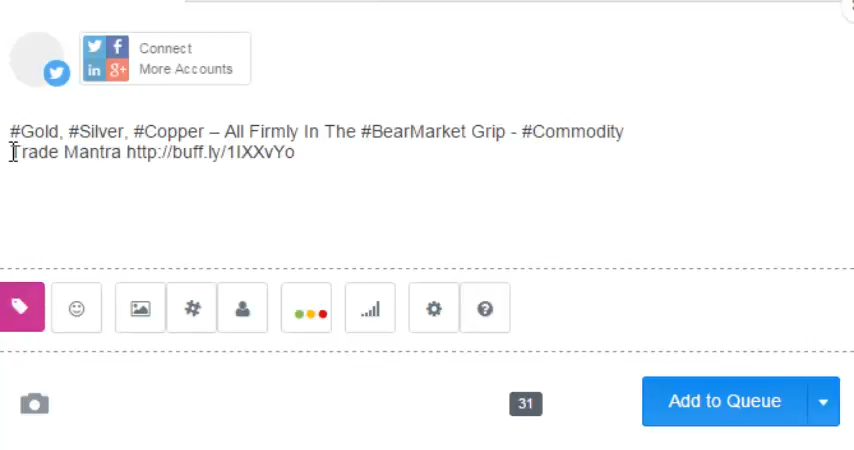 Connect
More Accounts
#Gold, #Silver, #Copper – All Firmly In The #BearMarket Grip - #Commodity
Trade Mantra http://buff.ly/1IXXvYo
31
Add to Queue